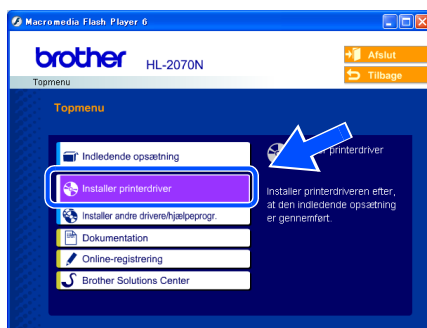 Macromedia Flash Player 6
brother HL-2070N
Afslut
Tilbage
Topmenu
Topmenu
Indledende opsætning
Installer printerdriver
Installer andre drivere/hjælpeprogr.
Dokumentation
Online-registrering
Brother Solutions Center
printerdriver
Installer printerdriveren efter,
at den indledende opsætning
er gennemført.